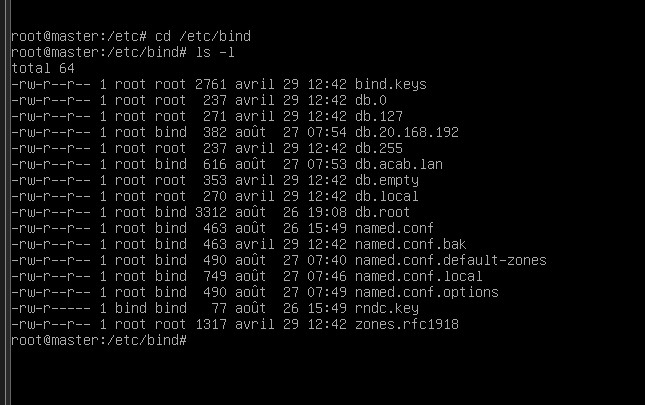 root@master:/etc# cd /etc/bind
root@master:/etc/bind# ls -l
total 64
-rw-r--r-- 1 root root 2761 avril 29 12:42 bind.keys
-rw-r--r-- 1 root root  237 avril 29 12:42 db.0
-rw-r--r-- 1 root root  271 avril 29 12:42 db.127
-rw-r--r-- 1 root bind  382 août  27 07:54 db.20.168.192
-rw-r--r-- 1 root root  237 avril 29 12:42 db.255
-rw-r--r-- 1 root bind  616 août  27 07:53 db.acab.lan
-rw-r--r-- 1 root root  353 avril 29 12:42 db.empty
-rw-r--r-- 1 root root  270 avril 29 12:42 db.local
-rw-r--r-- 1 root bind 3312 août  26 19:08 db.root
-rw-r--r-- 1 root bind  463 août  26 15:49 named.conf
-rw-r--r-- 1 root bind  463 avril 29 12:42 named.conf.bak
-rw-r--r-- 1 root bind  490 août  27 07:40 named.conf.default-zones
-rw-r--r-- 1 root bind  749 août  27 07:46 named.conf.local
-rw-r--r-- 1 root bind  490 août  27 07:49 named.conf.options
-rw-r----- 1 bind bind   77 août  26 15:49 rndc.key
-rw-r--r-- 1 root root 1317 avril 29 12:42 zones.rfc1918
root@master:/etc/bind#